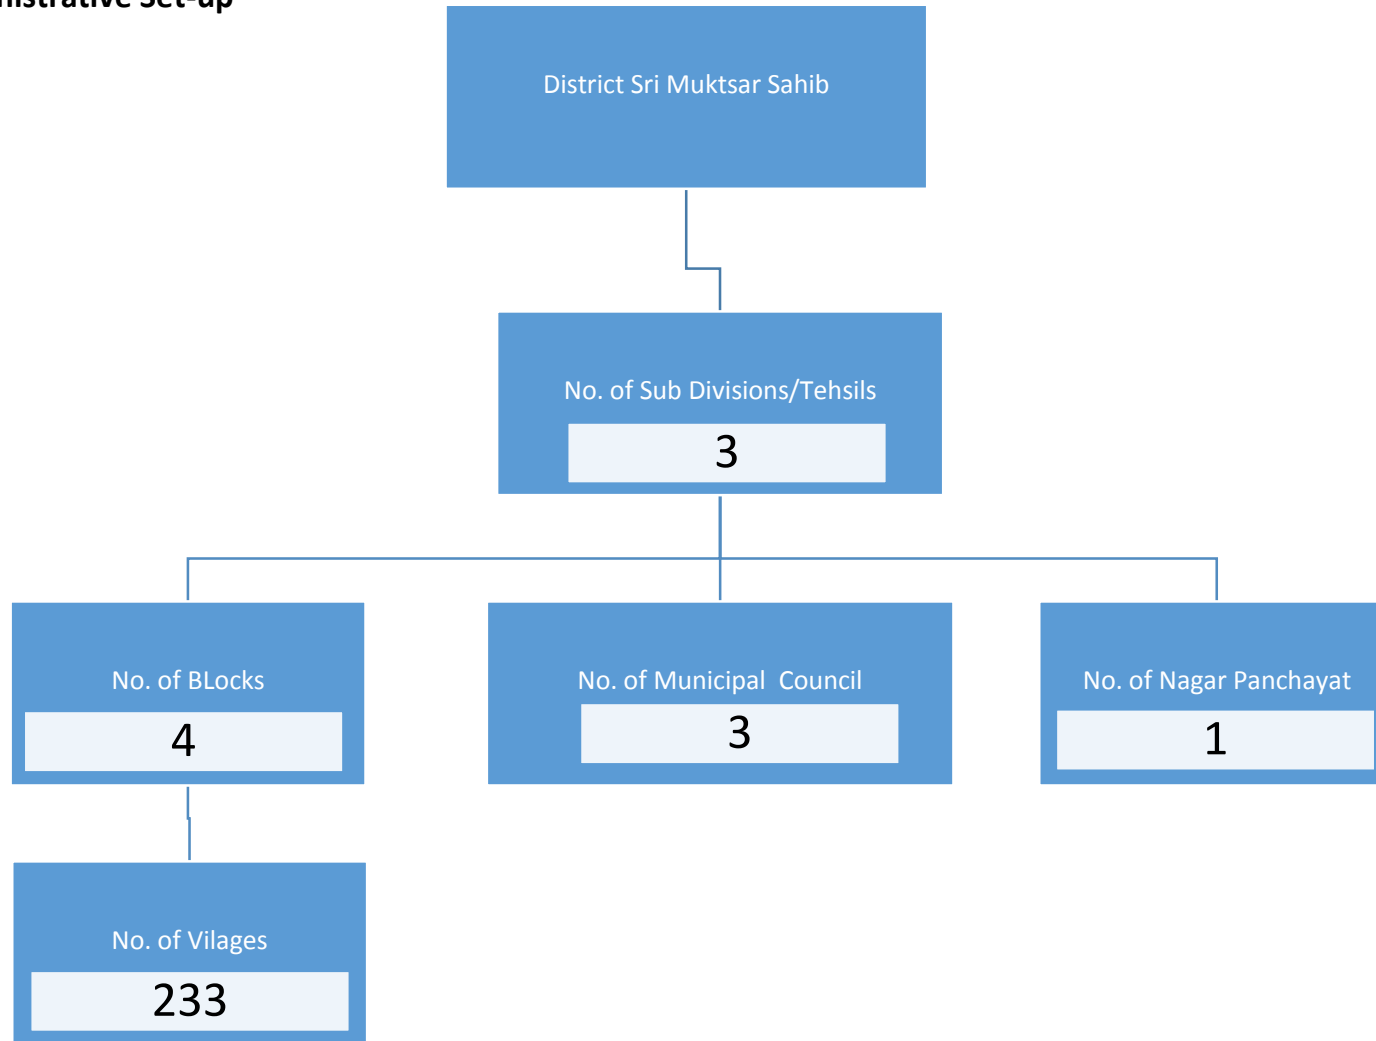 nistrative Set-up
District Sri Muktsar Sahib
No. of Sub Divisions/Tehsils
3
No. of BLocks
4
No. of Municipal Council
3
No. of Nagar Panchayat
1
No. of Vilages
233